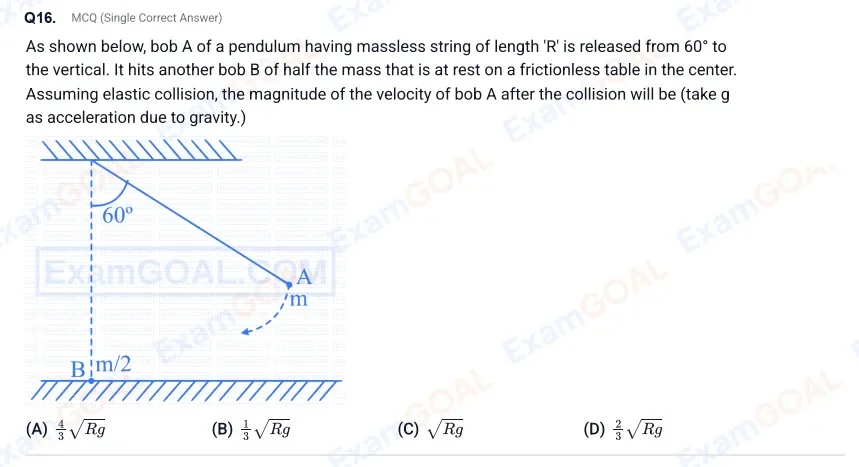 Q16. MCQ (Single Correct Answer)
As shown below, bob A of a pendulum having massless string of length 'R' is released from 60° to
the vertical. It hits another bob B of half the mass that is at rest on a frictionless table in the center.
Assuming elastic collision, the magnitude of the velocity of bob A after the collision will be (take g
as acceleration due to gravity.)
60º
ExamGOAL.COM
A
m
B m/2
(A) 4/3 √Rg (B) 1/3 √Rg (C) √Rg (D) 2/3 √Rg
ExamGOAL